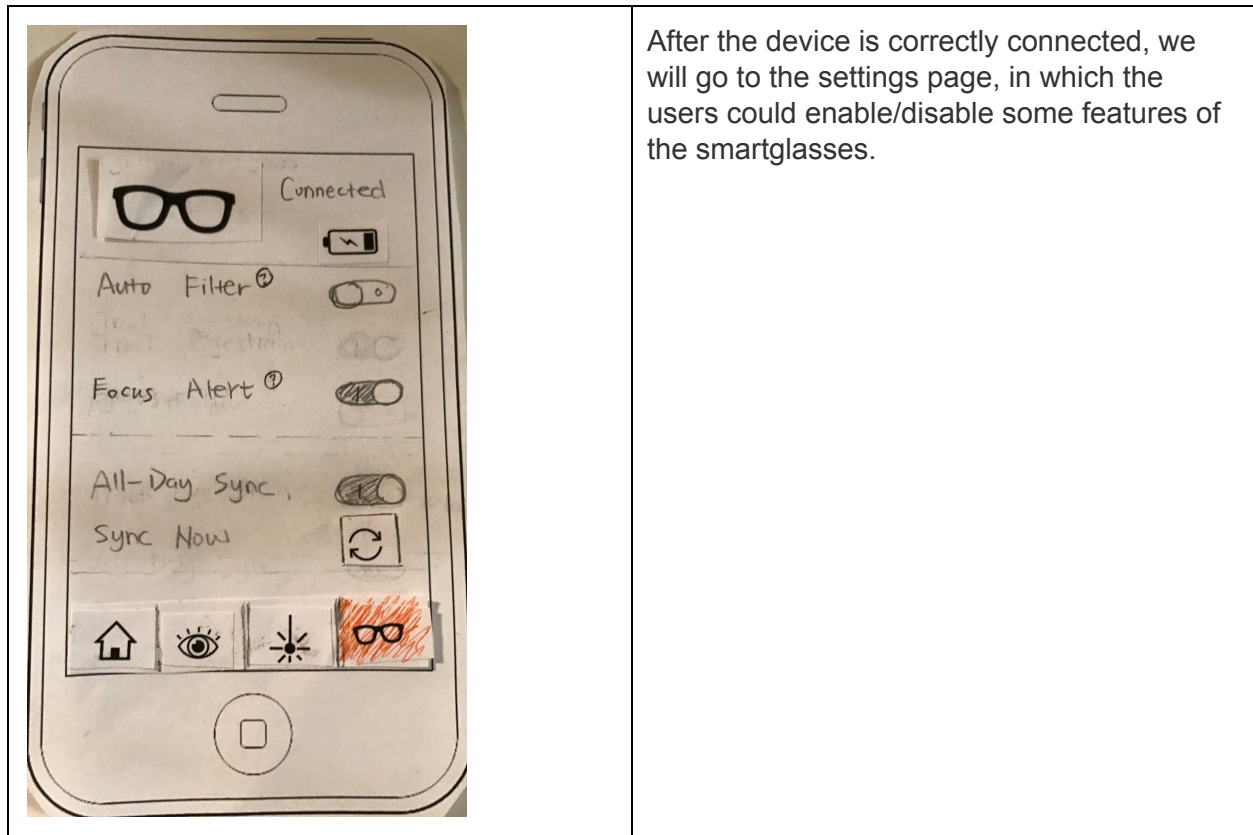 Connected
Auto Filter ?
Focus Alert ?
All-Day Sync
Sync Now
After the device is correctly connected, we
will go to the settings page, in which the
users could enable/disable some features of
the smartglasses.